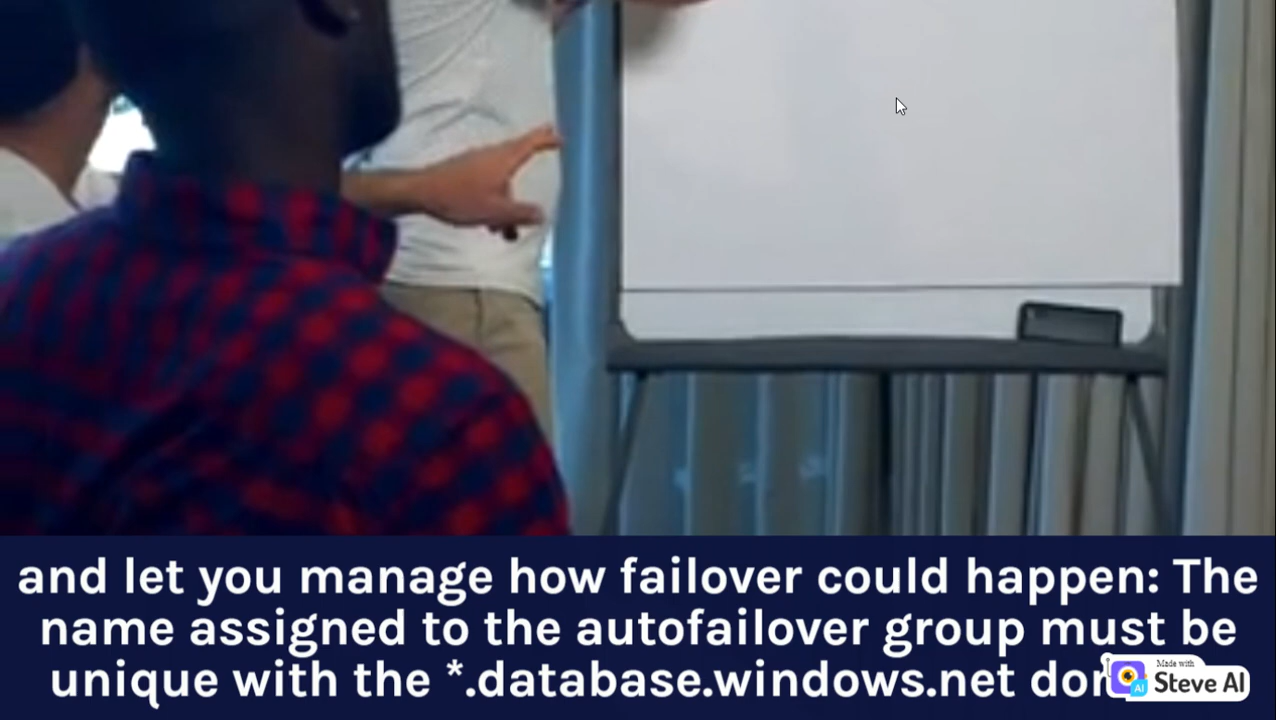 and let you manage how failover could happen: The
name assigned to the autofailover group must be
unique with the *.database.windows.net
Made with
Steve AI
AI